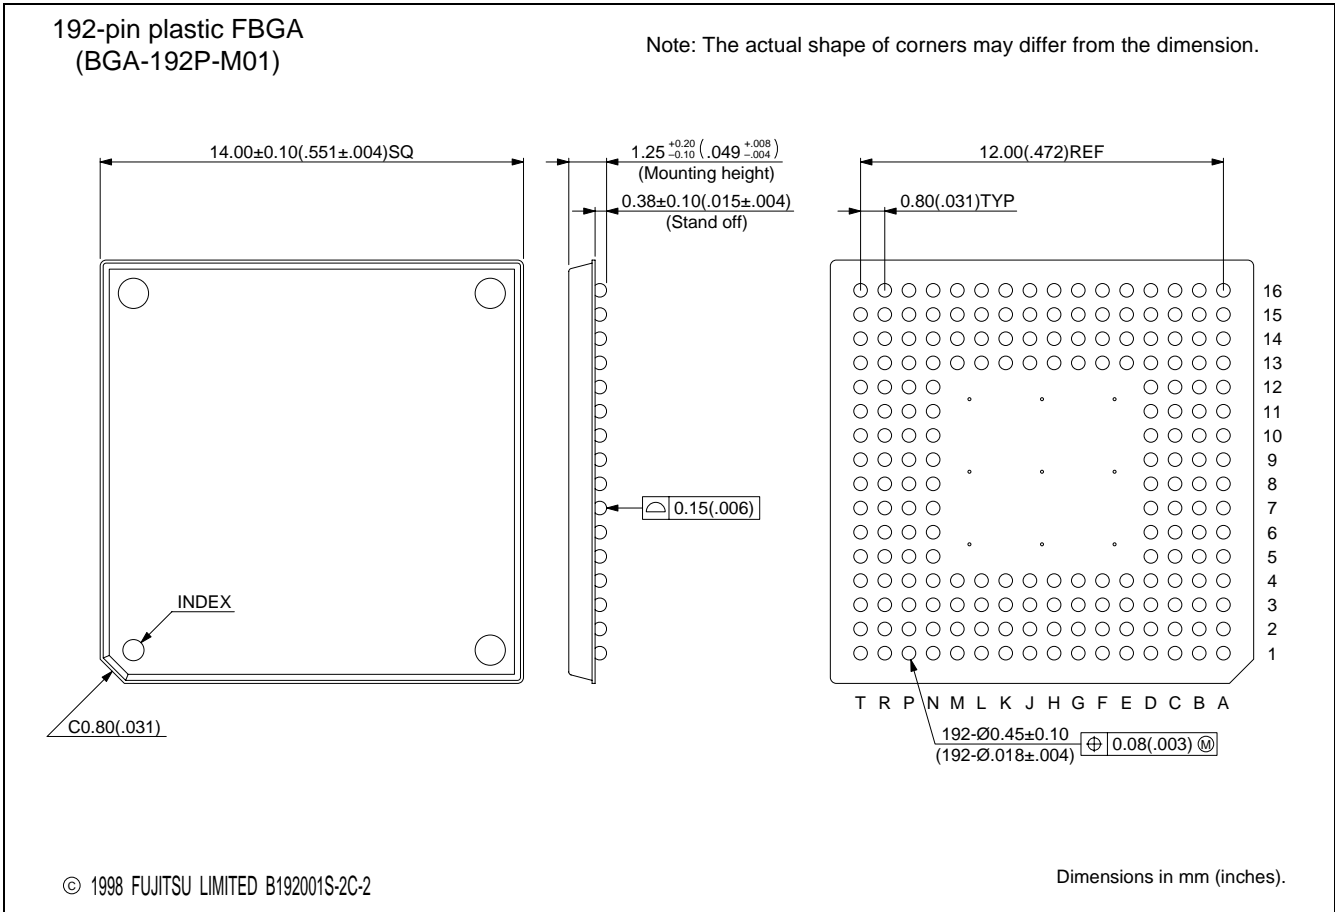 192-pin plastic FBGA
(BGA-192P-M01)
Note: The actual shape of corners may differ from the dimension.
14.00±0.10(.551±.004)SQ
1.25 +0.20 –0.10 (.049 +.008 –.004)
(Mounting height)
0.38±0.10(.015±.004)
(Stand off)
12.00(.472)REF
0.80(.031)TYP
16
15
14
13
12
11
10
9
8
0.15(.006)
7
6
5
4
INDEX
3
2
1
T R P N M L K J H G F E D C B A
C0.80(.031)
192-Ø0.45±0.10
(192-Ø.018±.004)
⌖ 0.08(.003) Ⓜ
© 1998 FUJITSU LIMITED B192001S-2C-2
Dimensions in mm (inches).